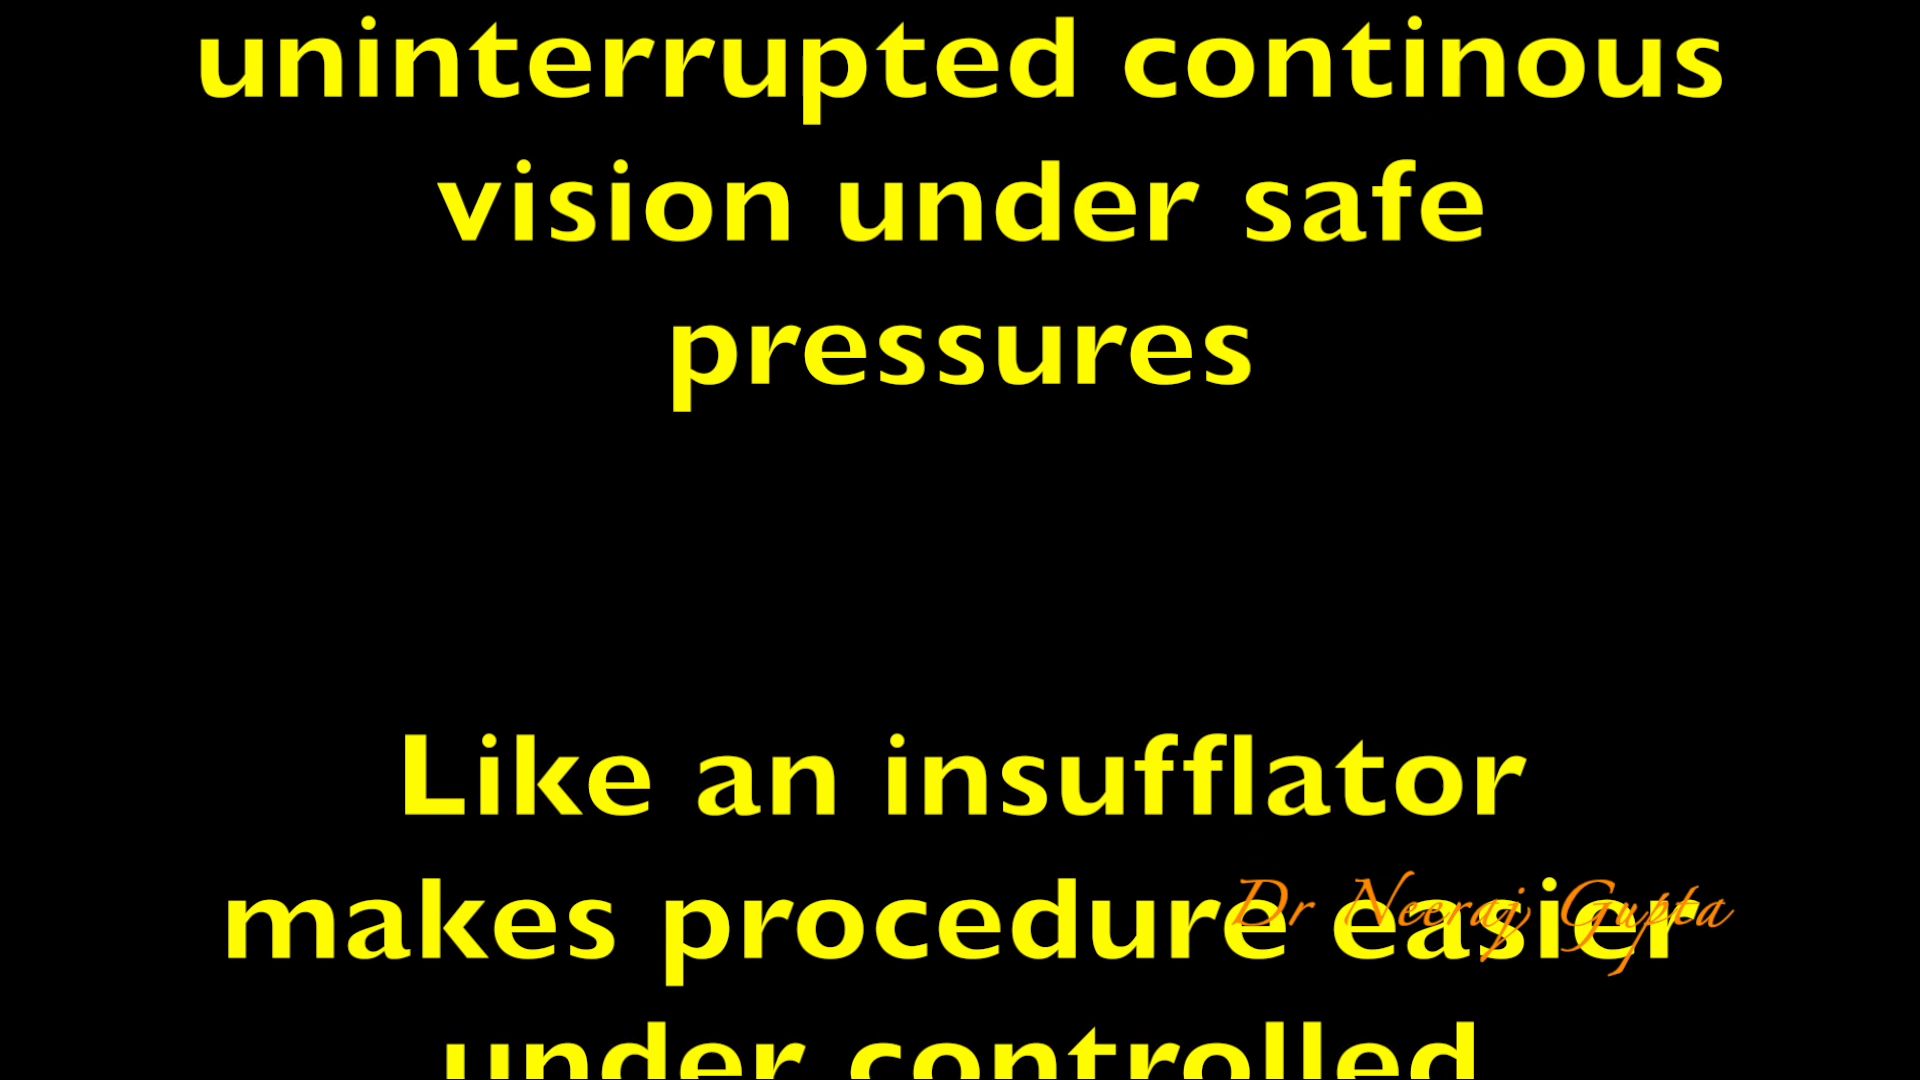 uninterrupted continous
vision under safe
pressures
Like an insufflator
makes procedure easier
Dr Neeraj Gupta
under controlled